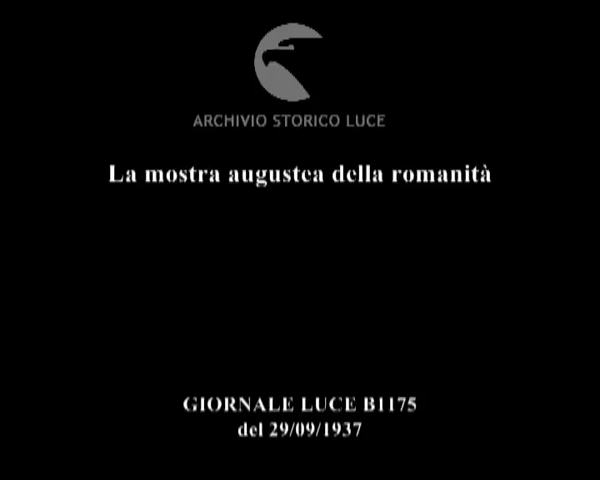 ARCHIVIO STORICO LUCE
La mostra augustea della romanità
GIORNALE LUCE B1175
del 29/09/1937